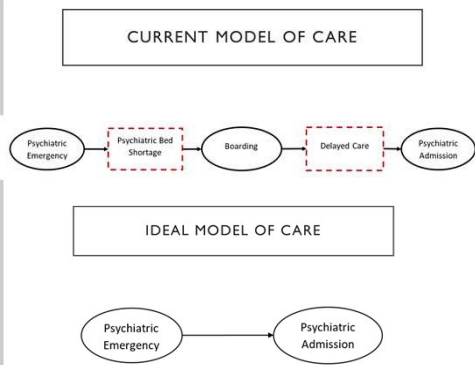 CURRENT MODEL OF CARE
Psychiatric
Emergency
Psychiatric Bed
Shortage
Boarding
Delayed Care
Psychiatric
Admission
IDEAL MODEL OF CARE
Psychiatric
Emergency
Psychiatric
Admission